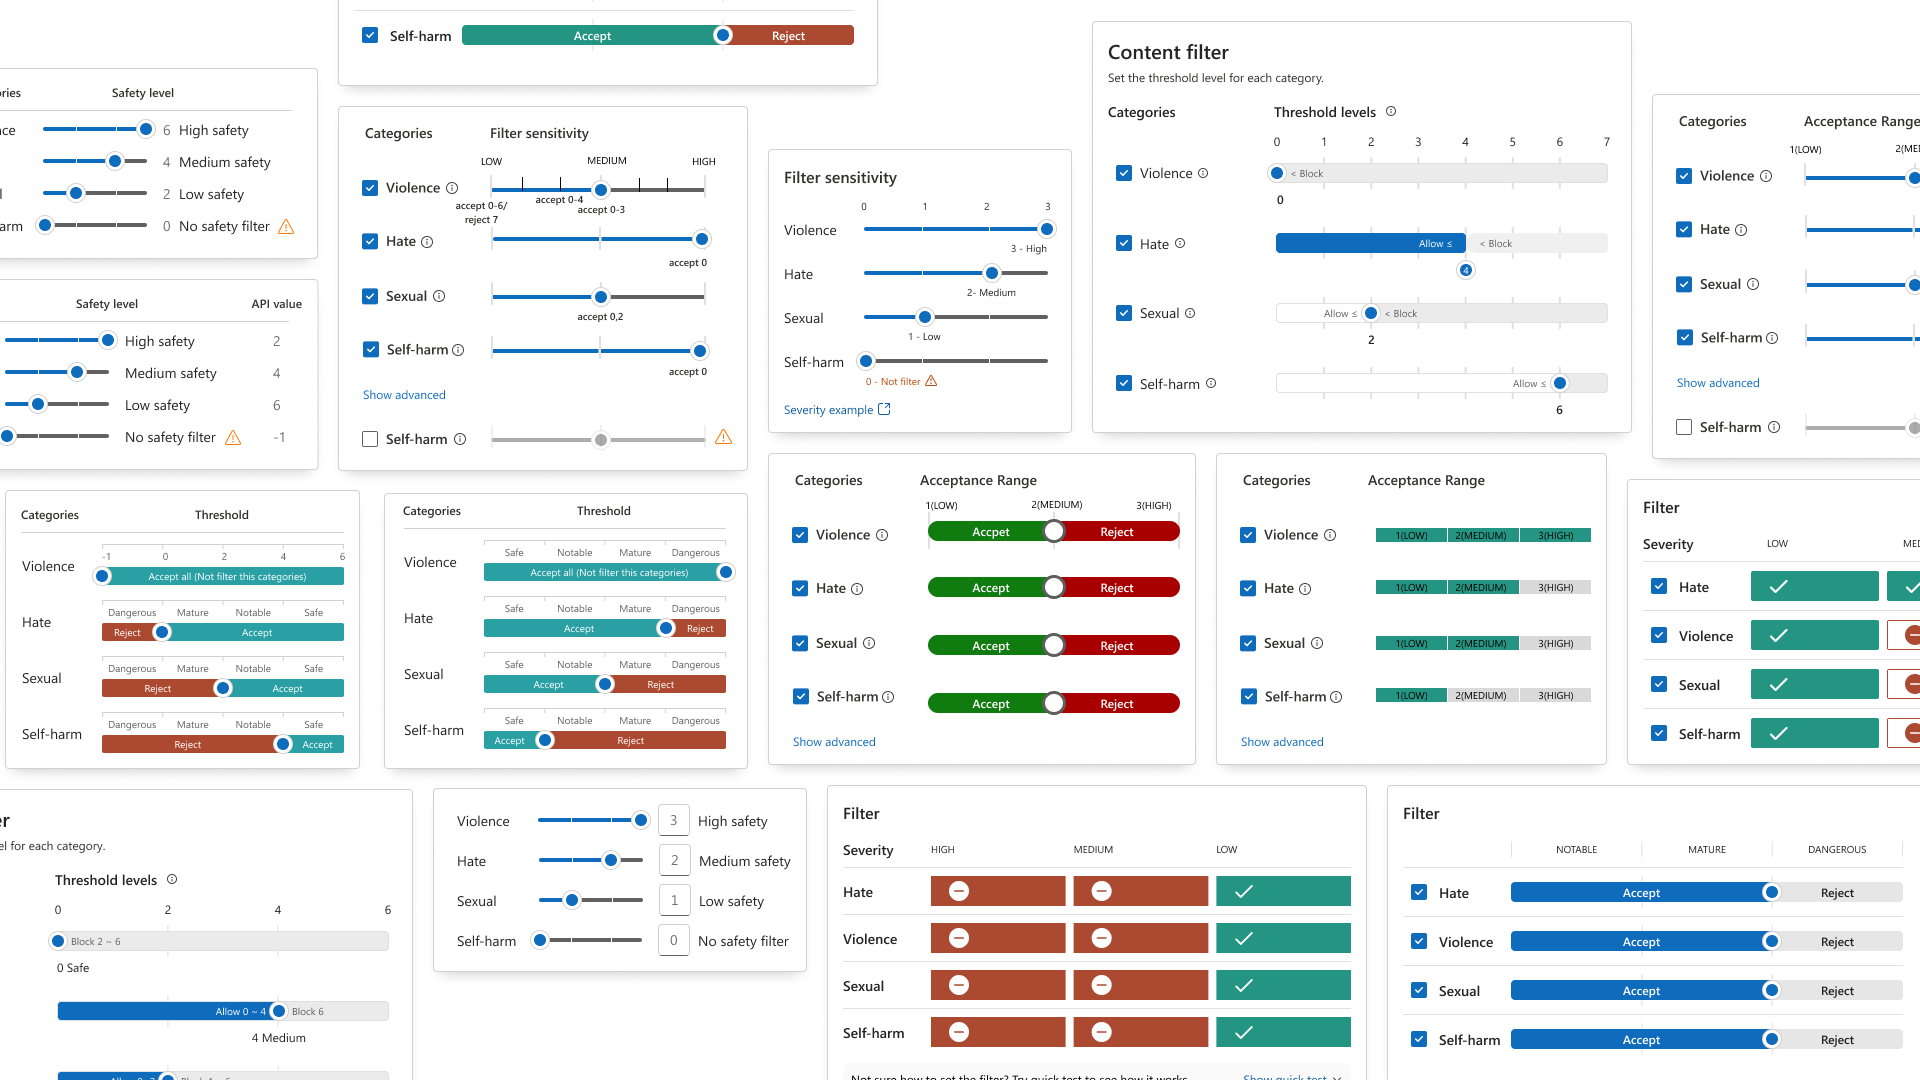 Self-harm Accept Reject
ries Safety level
ce 6 High safety
4 Medium safety
l 2 Low safety
arm 0 No safety filter
Safety level API value
High safety 2
Medium safety 4
Low safety 6
No safety filter -1
Categories Filter sensitivity
LOW MEDIUM HIGH
Violence
accept 0-6/
reject 7
accept 0-4
accept 0-3
Hate
accept 0
Sexual
accept 0,2
Self-harm
accept 0
Show advanced
Self-harm
Filter sensitivity
0 1 2 3
Violence
3 - High
Hate
2- Medium
Sexual
1 - Low
Self-harm
0 - Not filter
Severity example
Content filter
Set the threshold level for each category.
Categories Threshold levels
0 1 2 3 4 5 6 7
Violence < Block
0
Hate Allow ≤ < Block
4
Sexual Allow ≤ < Block
2
Self-harm Allow ≤
6
Categories Acceptance Range
1(LOW) 2(MED
Violence
Hate
Sexual
Self-harm
Show advanced
Self-harm
Categories Threshold
-1 0 2 4 6
Violence Accept all (Not filter this categories)
Dangerous Mature Notable Safe
Hate Reject Accept
Dangerous Mature Notable Safe
Sexual Reject Accept
Dangerous Mature Notable Safe
Self-harm Reject Accept
Categories Threshold
Safe Notable Mature Dangerous
Violence Accept all (Not filter this categories)
Safe Notable Mature Dangerous
Hate Accept Reject
Safe Notable Mature Dangerous
Sexual Accept Reject
Safe Notable Mature Dangerous
Self-harm Accept Reject
Categories Acceptance Range
1(LOW) 2(MEDIUM) 3(HIGH)
Violence Accpet Reject
Hate Accept Reject
Sexual Accept Reject
Self-harm Accept Reject
Show advanced
Categories Acceptance Range
Violence 1(LOW) 2(MEDIUM) 3(HIGH)
Hate 1(LOW) 2(MEDIUM) 3(HIGH)
Sexual 1(LOW) 2(MEDIUM) 3(HIGH)
Self-harm 1(LOW) 2(MEDIUM) 3(HIGH)
Show advanced
Filter
Severity LOW MED
Hate
Violence
Sexual
Self-harm
er
el for each category.
Threshold levels
0 2 4 6
Block 2 ~ 6
0 Safe
Allow 0 ~ 4 Block 6
4 Medium
Violence 3 High safety
Hate 2 Medium safety
Sexual 1 Low safety
Self-harm 0 No safety filter
Filter
Severity HIGH MEDIUM LOW
Hate
Violence
Sexual
Self-harm
Not sure how to set the filter? Try quick test to see how it works. Show quick test
Filter
NOTABLE MATURE DANGEROUS
Hate Accept Reject
Violence Accept Reject
Sexual Accept Reject
Self-harm Accept Reject